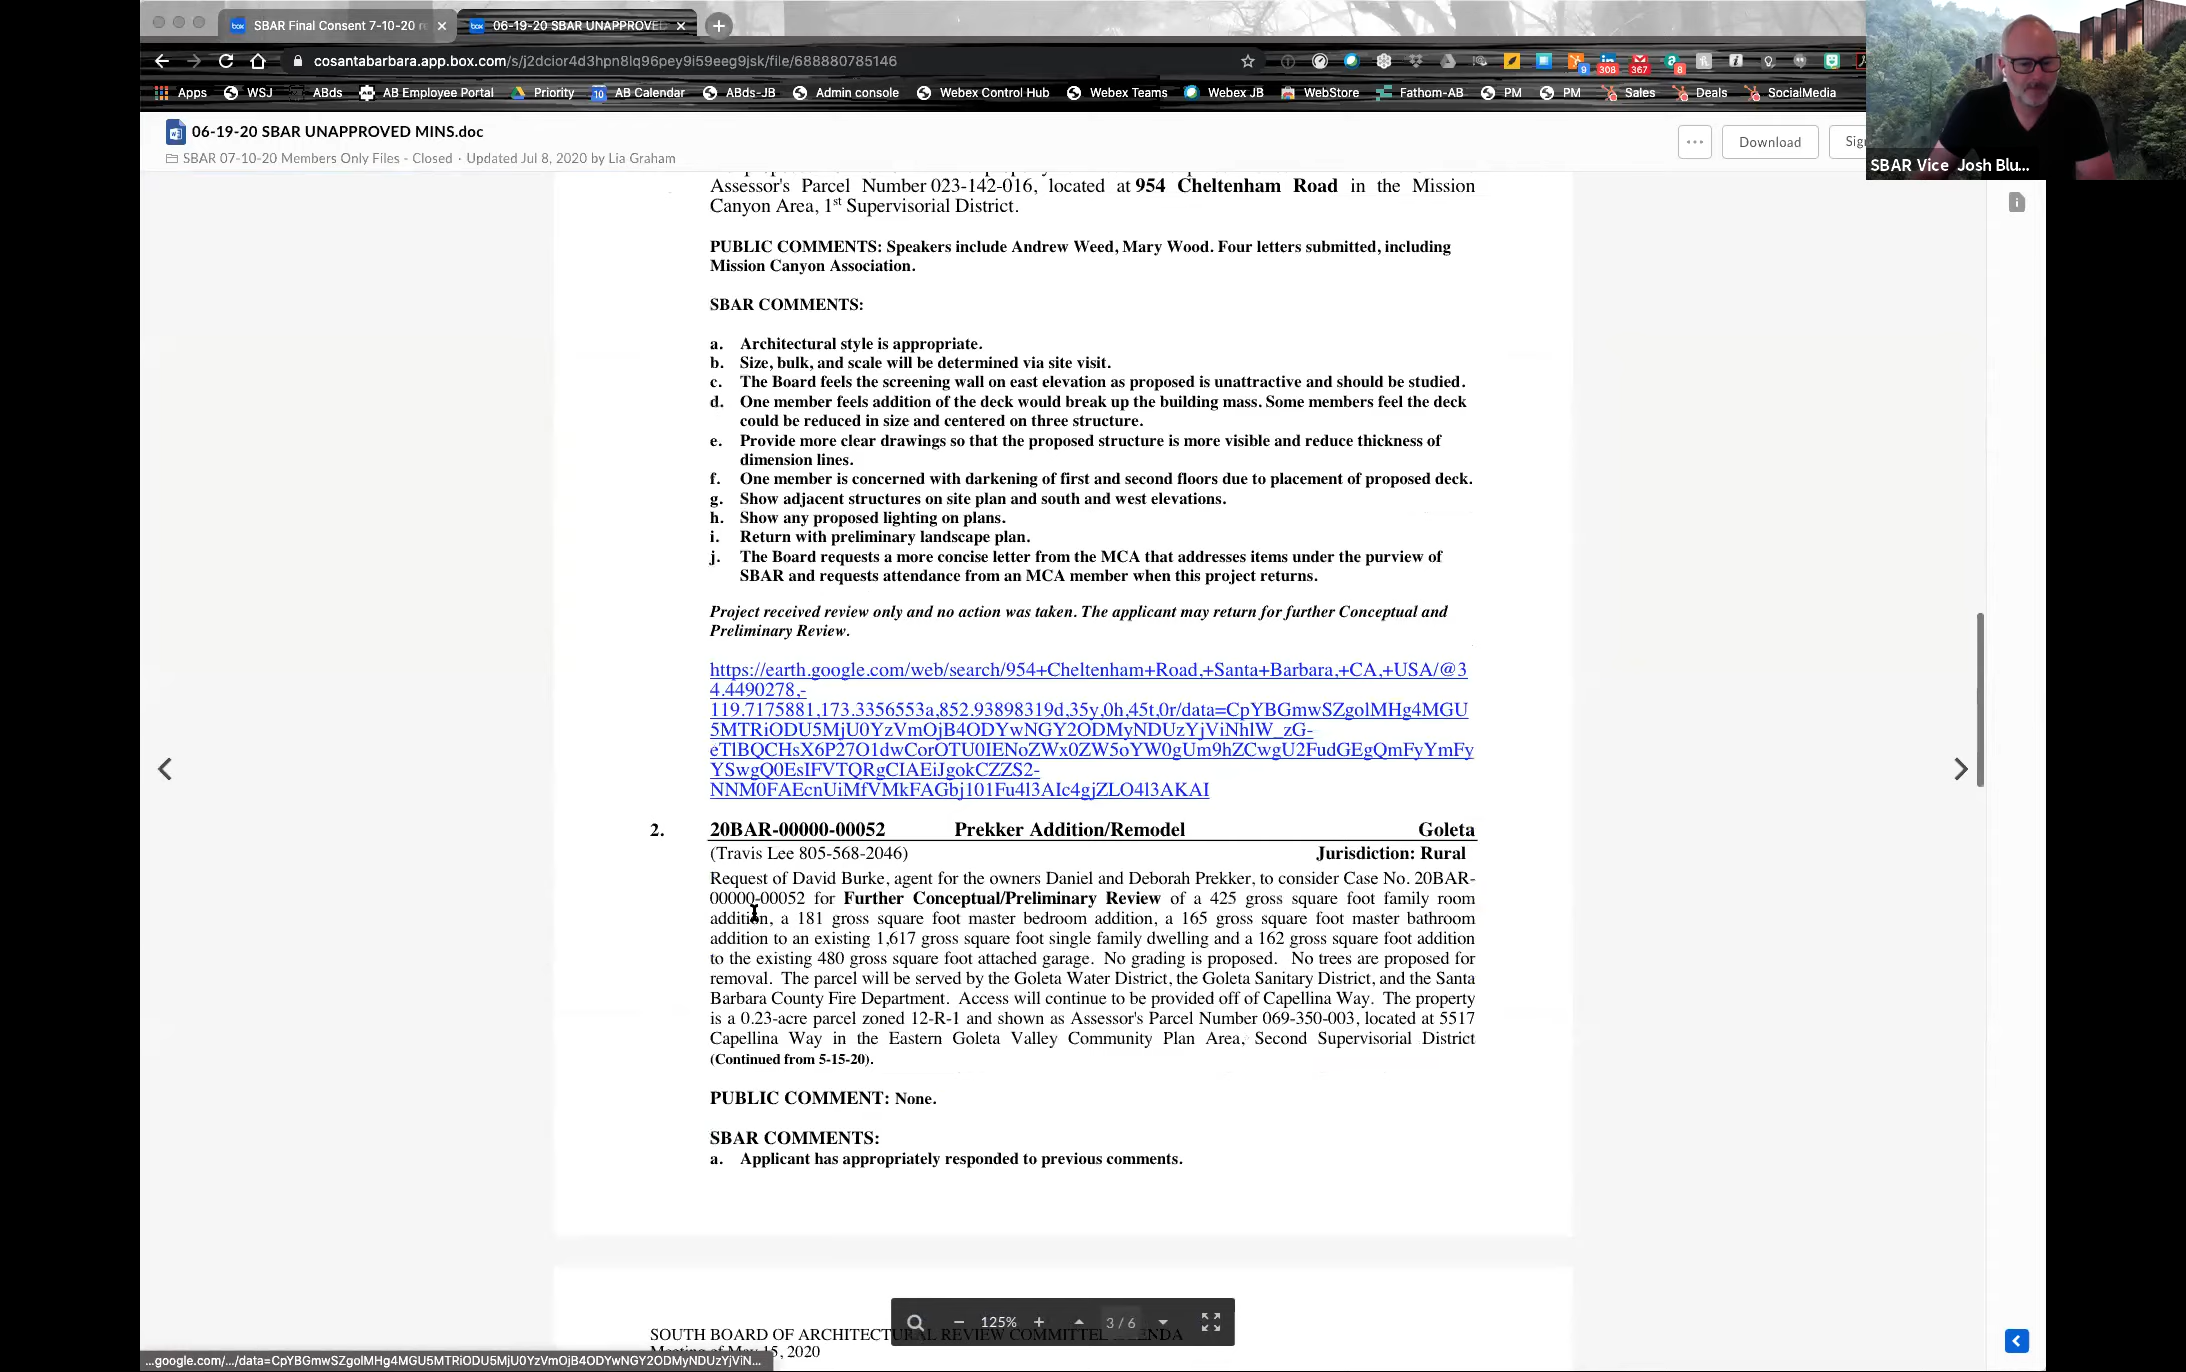 SBAR Final Consent 7-10-20 re
06-19-20 SBAR UNAPPROVED
cosantabarbara.app.box.com/s/j2dcior4d3hpn8lq96pey9i59eeg9jsk/file/688880785146
9 308 367 8
Apps WSJ ABds AB Employee Portal Priority 10 AB Calendar ABds-JB Admin console Webex Control Hub Webex Teams Webex JB WebStore Fathom-AB PM PM Sales Deals SocialMedia
06-19-20 SBAR UNAPPROVED MINS.doc
SBAR 07-10-20 Members Only Files - Closed · Updated Jul 8, 2020 by Lia Graham
Download
SBAR Vice Josh Blu...
Assessor's Parcel Number 023-142-016, located at 954 Cheltenham Road in the Mission
Canyon Area, 1st Supervisorial District.
PUBLIC COMMENTS: Speakers include Andrew Weed, Mary Wood. Four letters submitted, including
Mission Canyon Association.
SBAR COMMENTS:
a. Architectural style is appropriate.
b. Size, bulk, and scale will be determined via site visit.
c. The Board feels the screening wall on east elevation as proposed is unattractive and should be studied.
d. One member feels addition of the deck would break up the building mass. Some members feel the deck
could be reduced in size and centered on three structure.
e. Provide more clear drawings so that the proposed structure is more visible and reduce thickness of
dimension lines.
f. One member is concerned with darkening of first and second floors due to placement of proposed deck.
g. Show adjacent structures on site plan and south and west elevations.
h. Show any proposed lighting on plans.
i. Return with preliminary landscape plan.
j. The Board requests a more concise letter from the MCA that addresses items under the purview of
SBAR and requests attendance from an MCA member when this project returns.
Project received review only and no action was taken. The applicant may return for further Conceptual and
Preliminary Review.
https://earth.google.com/web/search/954+Cheltenham+Road,+Santa+Barbara,+CA,+USA/@3
4.4490278,-
119.7175881,173.3356553a,852.93898319d,35y,0h,45t,0r/data=CpYBGmwSZgolMHg4MGU
5MTRiODU5MjU0YzVmOjB4ODYwNGY2ODMyNDUzYjViNhlW_zG-
eTlBQCHsX6P27O1dwCorOTU0IENoZWx0ZW5oYW0gUm9hZCwgU2FudGEgQmFyYmFy
YSwgQ0EsIFVTQRgCIAEiJgokCZZS2-
NNM0FAEcnUiMfVMkFAGbj101Fu4l3AIc4gjZLO4l3AKAI
2. 20BAR-00000-00052 Prekker Addition/Remodel Goleta
(Travis Lee 805-568-2046) Jurisdiction: Rural
Request of David Burke, agent for the owners Daniel and Deborah Prekker, to consider Case No. 20BAR-
00000-00052 for Further Conceptual/Preliminary Review of a 425 gross square foot family room
addition, a 181 gross square foot master bedroom addition, a 165 gross square foot master bathroom
addition to an existing 1,617 gross square foot single family dwelling and a 162 gross square foot addition
to the existing 480 gross square foot attached garage. No grading is proposed. No trees are proposed for
removal. The parcel will be served by the Goleta Water District, the Goleta Sanitary District, and the Santa
Barbara County Fire Department. Access will continue to be provided off of Capellina Way. The property
is a 0.23-acre parcel zoned 12-R-1 and shown as Assessor's Parcel Number 069-350-003, located at 5517
Capellina Way in the Eastern Goleta Valley Community Plan Area, Second Supervisorial District
(Continued from 5-15-20).
PUBLIC COMMENT: None.
SBAR COMMENTS:
a. Applicant has appropriately responded to previous comments.
125% 3 / 6
SOUTH BOARD OF ARCHITECTURAL REVIEW COMMITTEE AGENDA
Meeting of May 15, 2020
...google.com/.../data=CpYBGmwSZgolMHg4MGU5MTRiODU5MjU0YzVmOjB4ODYwNGY2ODMyNDUzYjViN...